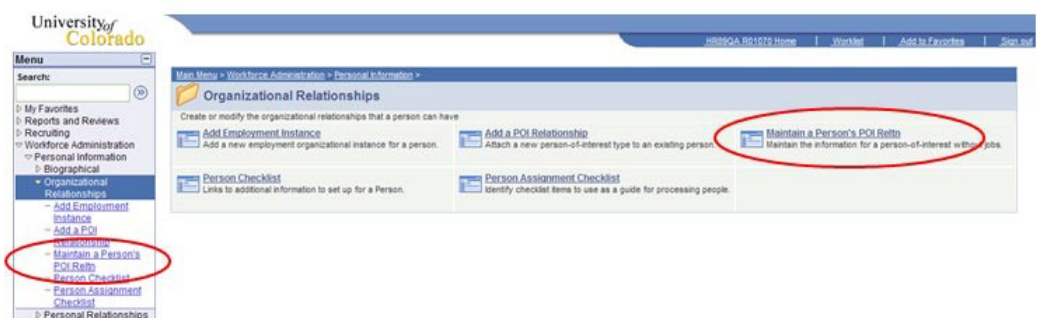 University of
Colorado
HR89QA R01070 Home | Worklist | Add to Favorites | Sign out
Menu
Search:
My Favorites
Reports and Reviews
Recruiting
Workforce Administration
Personal Information
Biographical
Organizational
Relationships
– Add Employment
Instance
– Add a POI
Relationship
– Maintain a Person's
POI Reltn
– Person Checklist
– Person Assignment
Checklist
Personal Relationships
Main Menu > Workforce Administration > Personal Information >
Organizational Relationships
Create or modify the organizational relationships that a person can have
Add Employment Instance
Add a new employment organizational instance for a person.
Add a POI Relationship
Attach a new person-of-interest type to an existing person.
Maintain a Person's POI Reltn
Maintain the information for a person-of-interest without jobs.
Person Checklist
Links to additional information to set up for a Person.
Person Assignment Checklist
Identify checklist items to use as a guide for processing people.